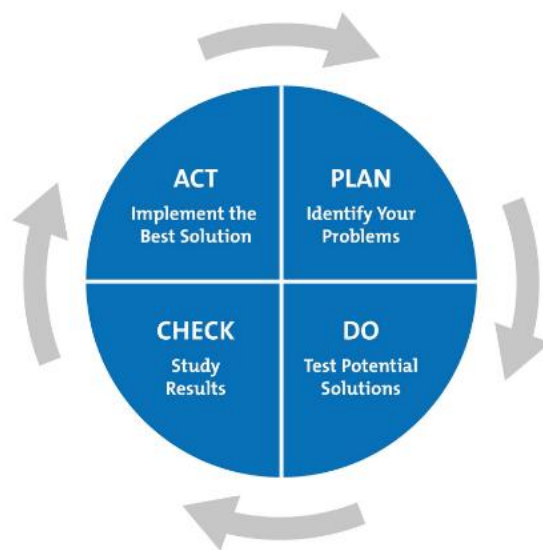 ACT
Implement the
Best Solution
PLAN
Identify Your
Problems
CHECK
Study
Results
DO
Test Potential
Solutions